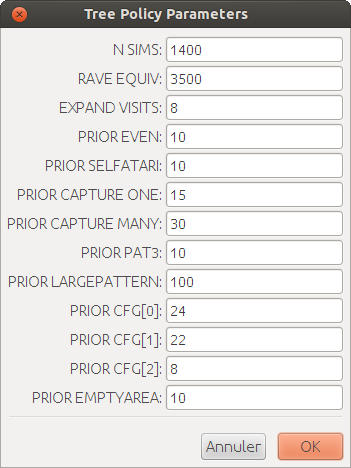 Tree Policy Parameters
N SIMS: 1400
RAVE EQUIV: 3500
EXPAND VISITS: 8
PRIOR EVEN: 10
PRIOR SELFATARI: 10
PRIOR CAPTURE ONE: 15
PRIOR CAPTURE MANY: 30
PRIOR PAT3: 10
PRIOR LARGEPATTERN: 100
PRIOR CFG[0]: 24
PRIOR CFG[1]: 22
PRIOR CFG[2]: 8
PRIOR EMPTYAREA: 10
Annuler OK